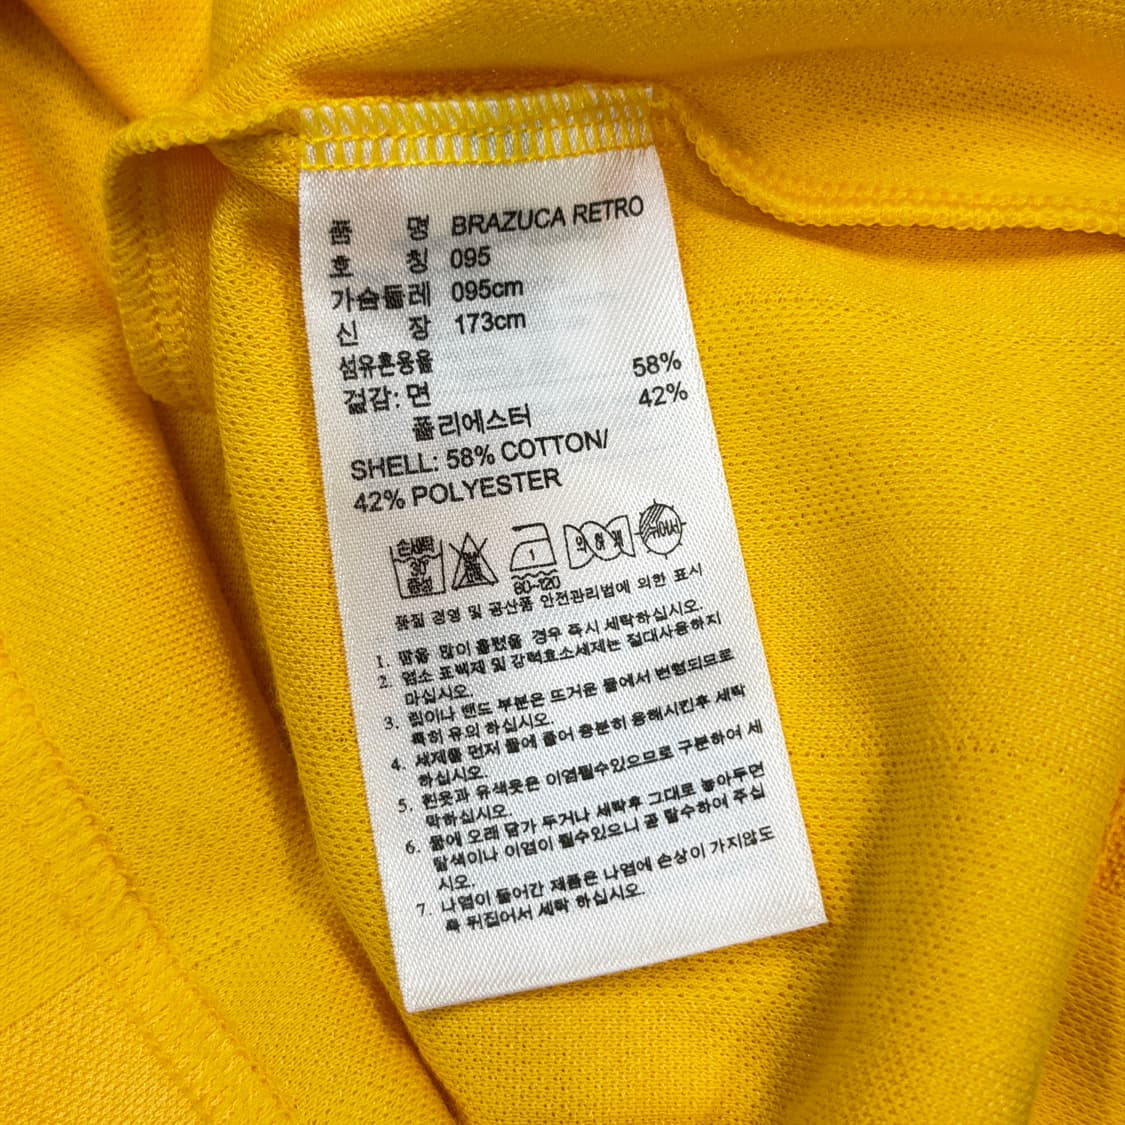 품 명 BRAZUCA RETRO
호 칭 095
가슴둘레 095cm
신 장 173cm
섬유혼용율
겉감: 면 58%
폴리에스터 42%
SHELL: 58% COTTON/
42% POLYESTER
손세탁 30 중성 1 80~120 약하게 뉘어서
품질 경영 및 공산품 안전관리법에 의한 표시
1. 땀을 많이 흘렸을 경우 즉시 세탁하십시오.
2. 염소 표백제 및 강력효소세제는 절대사용하지
마십시오.
3. 립이나 밴드 부분은 뜨거운 물에서 변형되므로
특히 유의 하십시오.
4. 세제를 먼저 물에 풀어 충분히 용해시킨후 세탁
하십시오.
5. 흰옷과 유색옷은 이염될수있으므로 구분하여 세
탁하십시오.
6. 물에 오래 담가 두거나 세탁후 그대로 놓아두면
탈색이나 이염이 될수있으니 곧 탈수하여 주십
시오.
7. 나염이 들어간 제품은 나염에 손상이 가지않도
록 뒤집어서 세탁 하십시오.